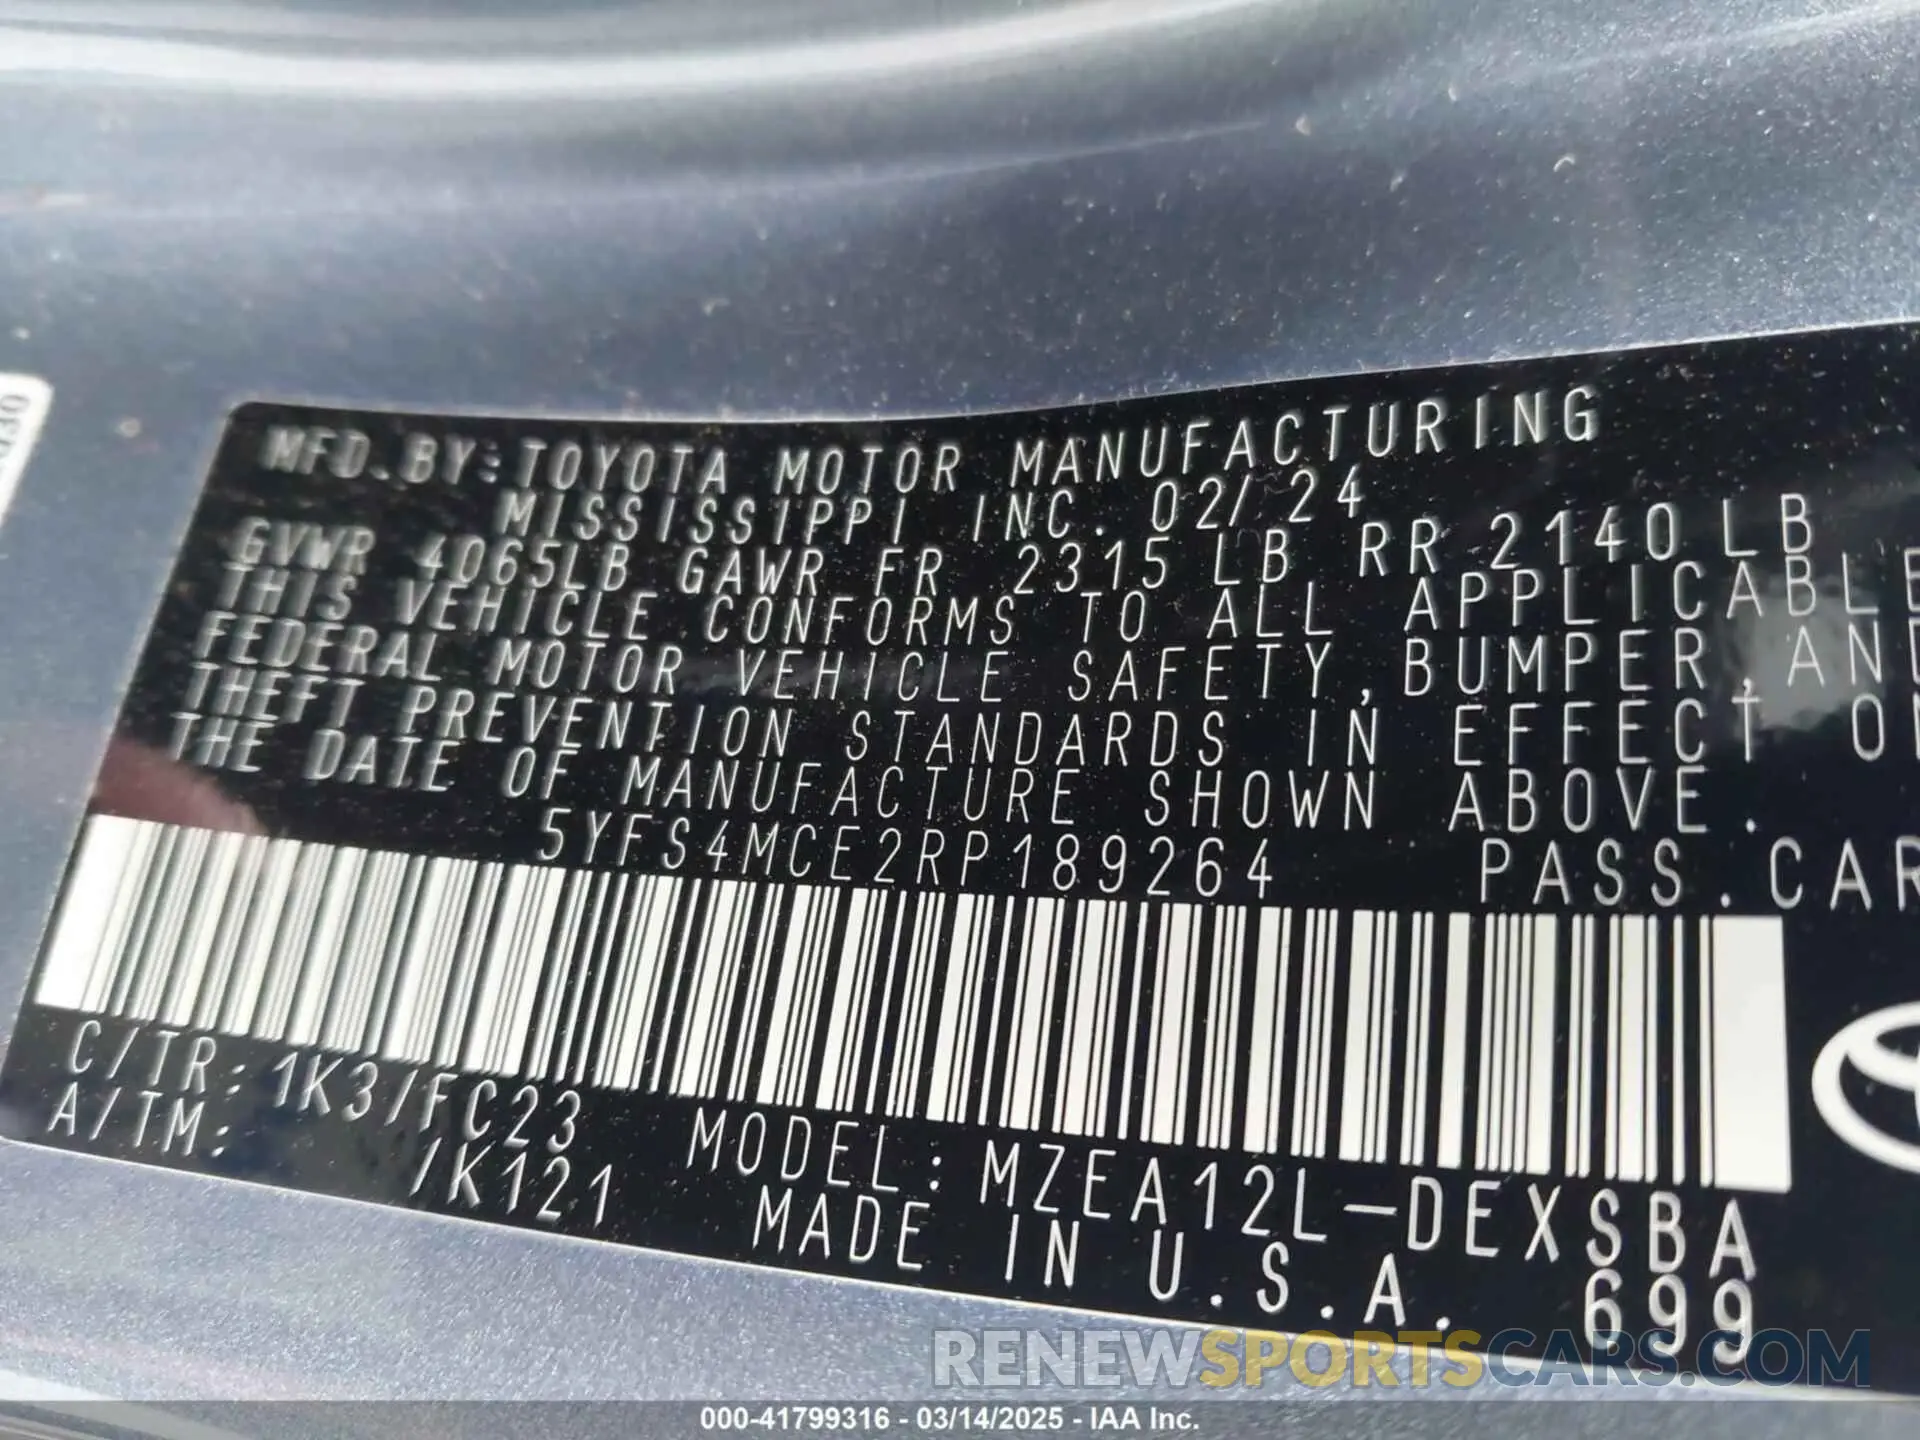 MFD.BY:TOYOTA MOTOR MANUFACTURING
MISSISSIPPI INC. 02/24
GVWR 4065LB GAWR FR 2315LB RR 2140LB
THIS VEHICLE CONFORMS TO ALL APPLICABLE
FEDERAL MOTOR VEHICLE SAFETY,BUMPER,AND
THEFT PREVENTION STANDARDS IN EFFECT ON
THE DATE OF MANUFACTURE SHOWN ABOVE.
5YFS4MCE2RP189264 PASS.CAR
C/TR:1K3/FC23 MODEL:MZEA12L-DEXSBA
A/TM: /K121 MADE IN U.S.A. 699
RENEWSPORTSCARS.COM
000-41799316 - 03/14/2025 - IAA Inc.